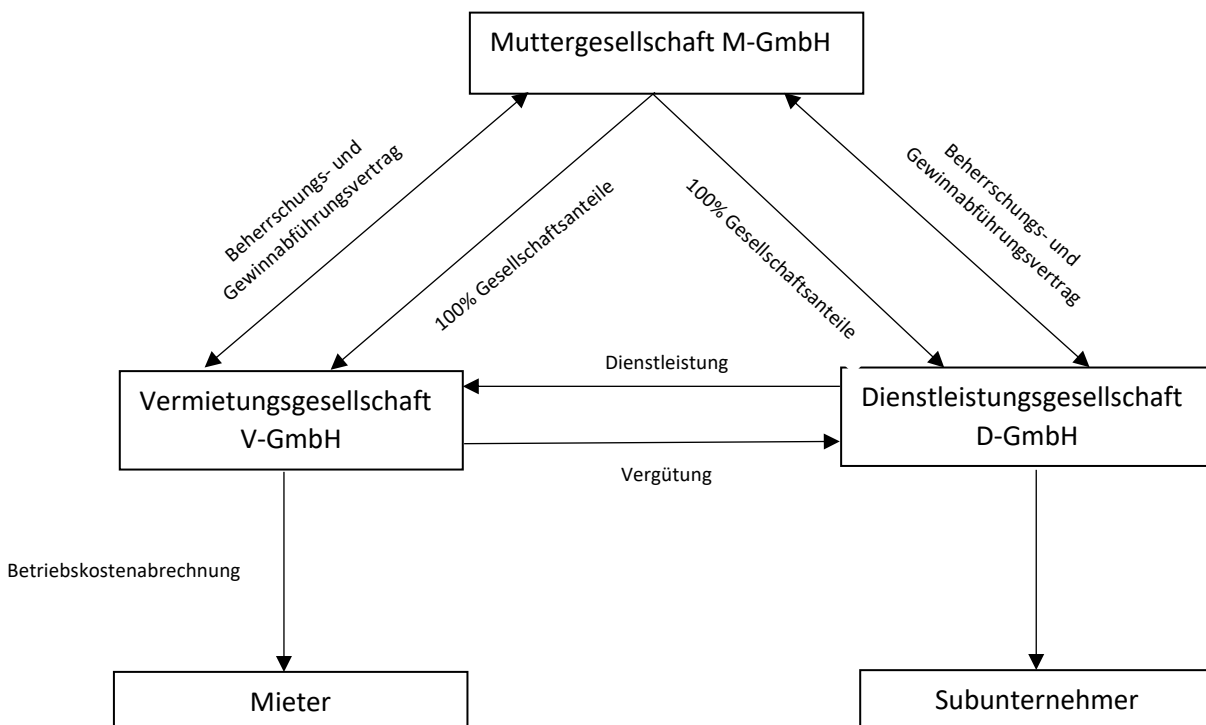 Muttergesellschaft M-GmbH
Beherrschungs- und
Gewinnabführungsvertrag
100% Gesellschaftsanteile
100% Gesellschaftsanteile
Beherrschungs- und
Gewinnabführungsvertrag
Vermietungsgesellschaft
V-GmbH
Dienstleistung
Vergütung
Dienstleistungsgesellschaft
D-GmbH
Betriebskostenabrechnung
Mieter
Subunternehmer